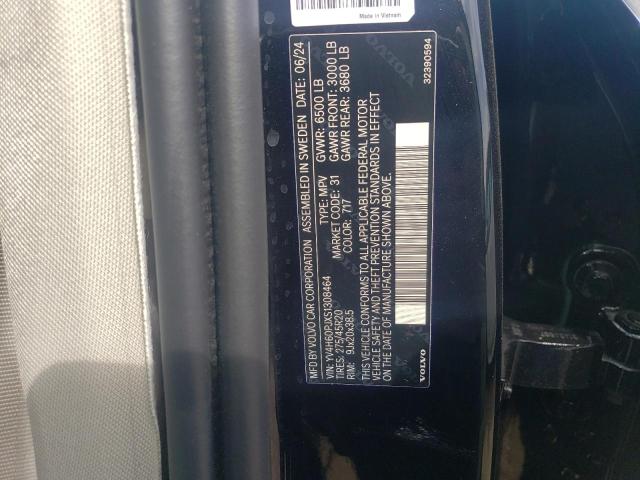 Made in Vietnam
MFD BY VOLVO CAR CORPORATION ASSEMBLED IN SWEDEN DATE: 06/24
VIN: YV4H60PJXS1308464 TYPE: MPV GVWR: 6500 LB
TIRES: 275/45R20 MARKET CODE: 31 GAWR FRONT: 3000 LB
RIM: 9Jx20x38.5 COLOR: 717 GAWR REAR: 3680 LB
THIS VEHICLE CONFORMS TO ALL APPLICABLE FEDERAL MOTOR
VEHICLE SAFETY AND THEFT PREVENTION STANDARDS IN EFFECT
ON THE DATE OF MANUFACTURE SHOWN ABOVE.
VOLVO 32390594